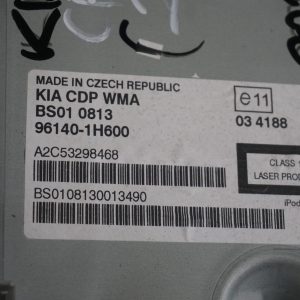 MADE IN CZECH REPUBLIC
KIA CDP WMA
BS01 0813
96140-1H600
e11
03 4188
A2C53298468
BS0108130013490
CLASS 1
LASER PROD
iPod